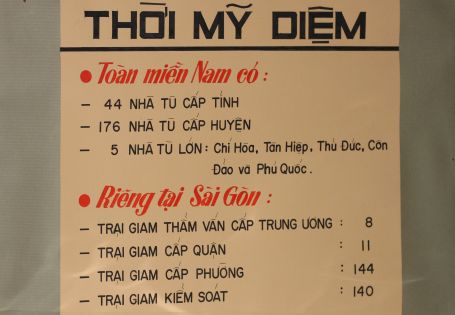 THỜI MỸ DIỆM
• Toàn miền Nam có :
– 44 NHÀ TÙ CẤP TỈNH
– 176 NHÀ TÙ CẤP HUYỆN
– 5 NHÀ TÙ LỚN : Chí Hòa, Tân Hiệp, Thủ Đức, Côn
Đảo và Phú Quốc.
• Riêng tại Sài Gòn :
– TRẠI GIAM THẨM VẤN CẤP TRUNG ƯƠNG : 8
– TRẠI GIAM CẤP QUẬN : 11
– TRẠI GIAM CẤP PHƯỜNG : 144
– TRẠI GIAM KIỂM SOÁT : 140